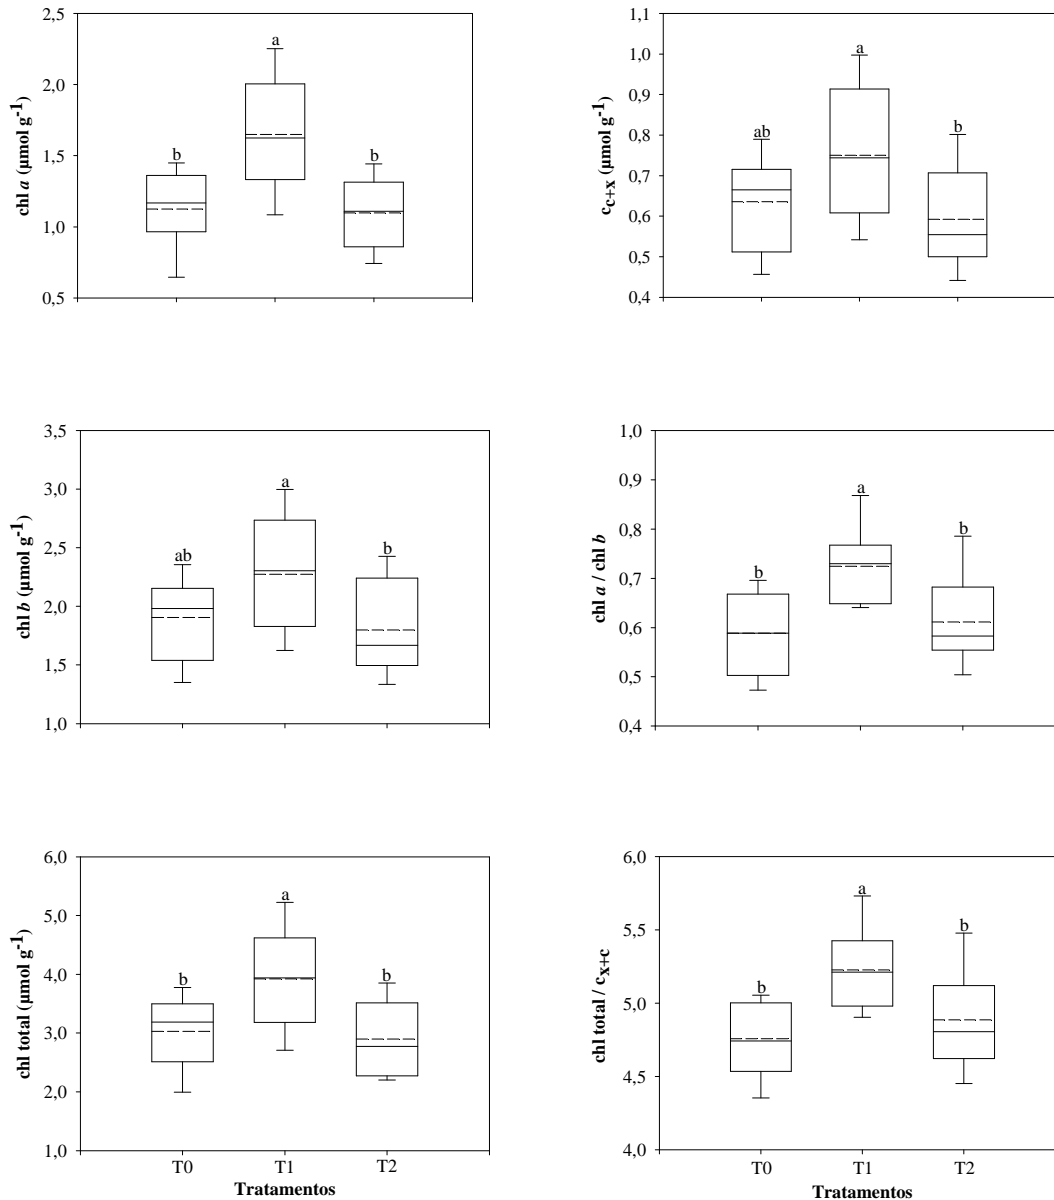 2,5
2,0
1,5
1,0
0,5
chl a (µmol g-1)
b
a
b
1,1
1,0
0,9
0,8
0,7
0,6
0,5
0,4
cc+x (µmol g-1)
ab
a
b
3,5
3,0
2,5
2,0
1,5
1,0
chl b (µmol g-1)
ab
a
b
1,0
0,9
0,8
0,7
0,6
0,5
0,4
chl a / chl b
b
a
b
6,0
5,0
4,0
3,0
2,0
1,0
chl total (µmol g-1)
b
a
b
T0 T1 T2
Tratamentos
6,0
5,5
5,0
4,5
4,0
chl total / cx+c
b
a
b
T0 T1 T2
Tratamentos